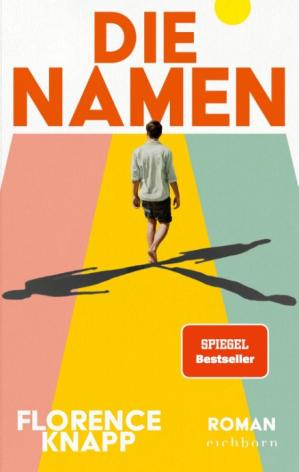 DIE
NAMEN
SPIEGEL
Bestseller
FLORENCE
KNAPP
ROMAN
eichborn